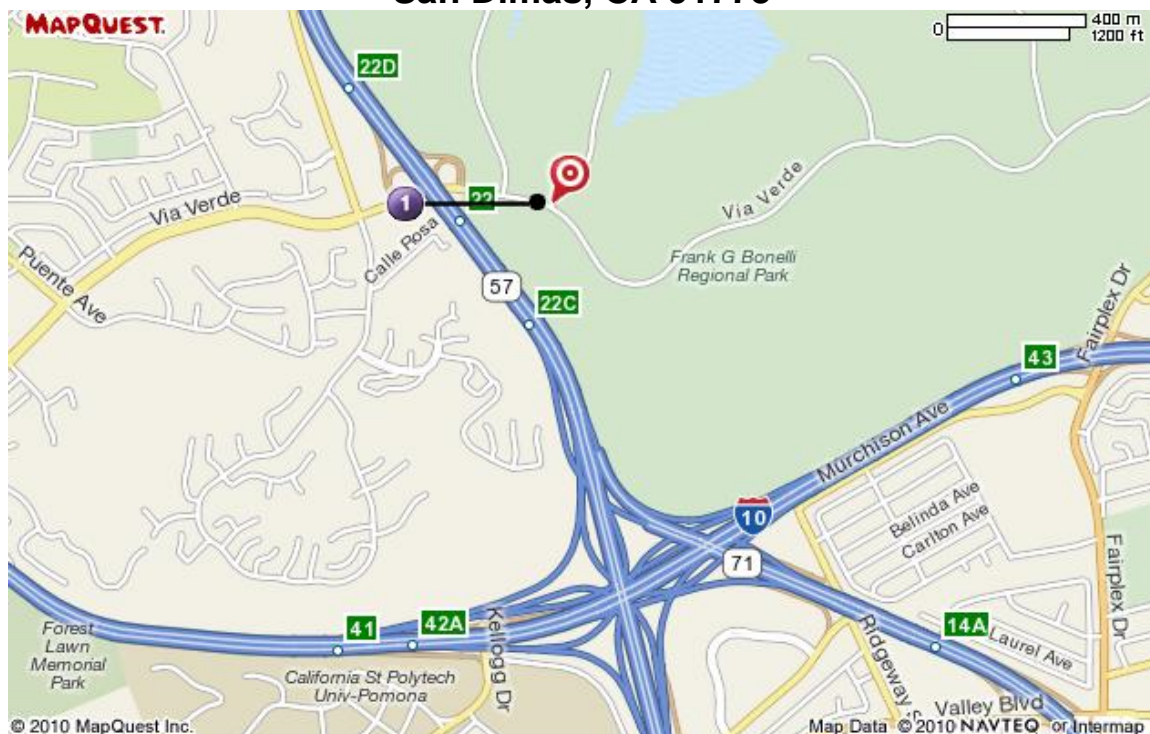 San Dimas, CA 91773
MAPQUEST.
0 400 m
1200 ft
22D
1
22
Via Verde
Calle Rosa
Puente Ave
Via Verde
Frank G Bonelli
Regional Park
57
22C
Fairplex Dr
43
Murchison Ave
10
Belinda Ave
Carlton Ave
71
Fairplex Dr
Kellogg Dr
41
42A
14A
Laurel Ave
Forest
Lawn
Memorial
Park
California St Polytech
Univ-Pomona
Ridgeway S
Valley Blvd
© 2010 MapQuest Inc.
Map Data © 2010 NAVTEQ or Intermap